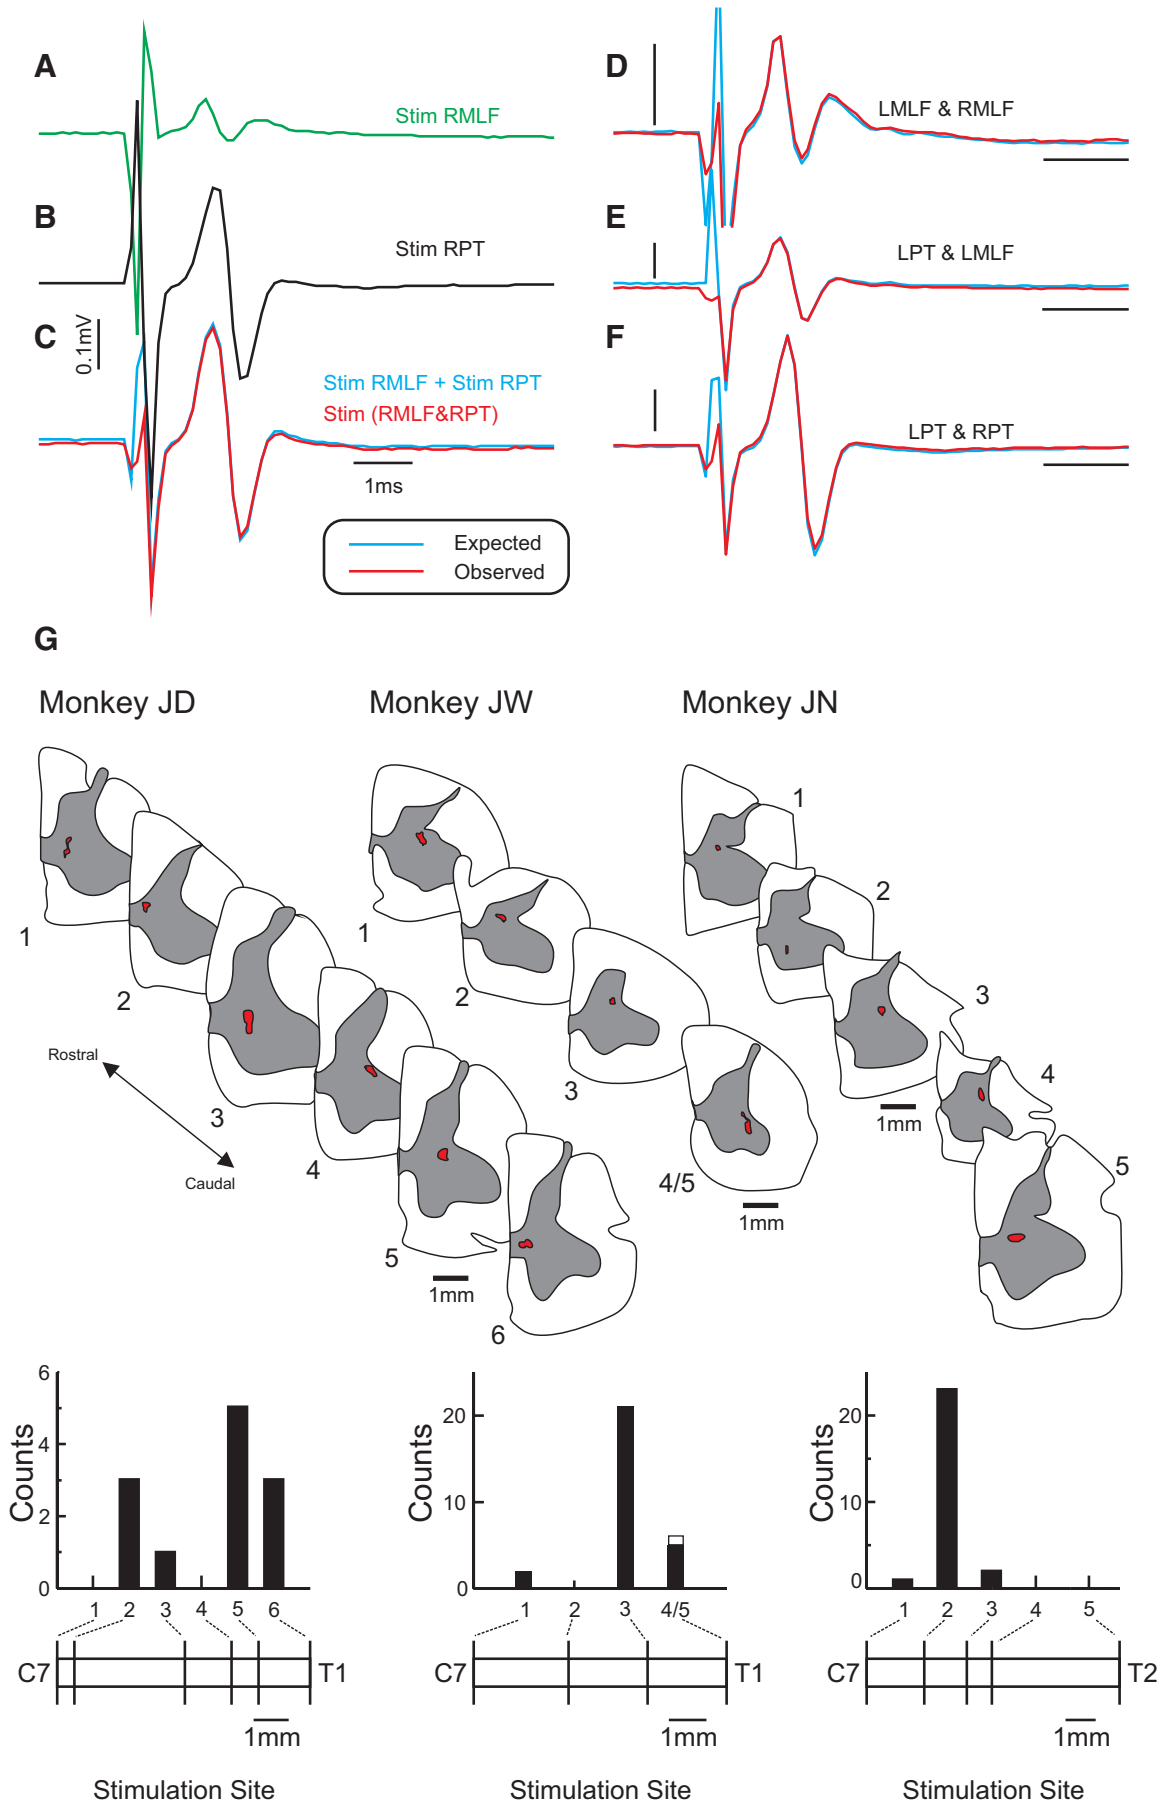 A
Stim RMLF
B
Stim RPT
C
0.1mV
Stim RMLF + Stim RPT
Stim (RMLF&RPT)
1ms
Expected
Observed
D
LMLF & RMLF
E
LPT & LMLF
F
LPT & RPT
G
Monkey JD
1
2
3
4
5
6
1mm
Rostral
Caudal
Monkey JW
1
2
3
4/5
1mm
Monkey JN
1
2
3
4
5
1mm
Counts
6
4
2
0
1 2 3 4 5 6
C7 T1
1mm
Stimulation Site
Counts
20
10
0
1 2 3 4/5
C7 T1
1mm
Stimulation Site
Counts
20
10
0
1 2 3 4 5
C7 T2
1mm
Stimulation Site